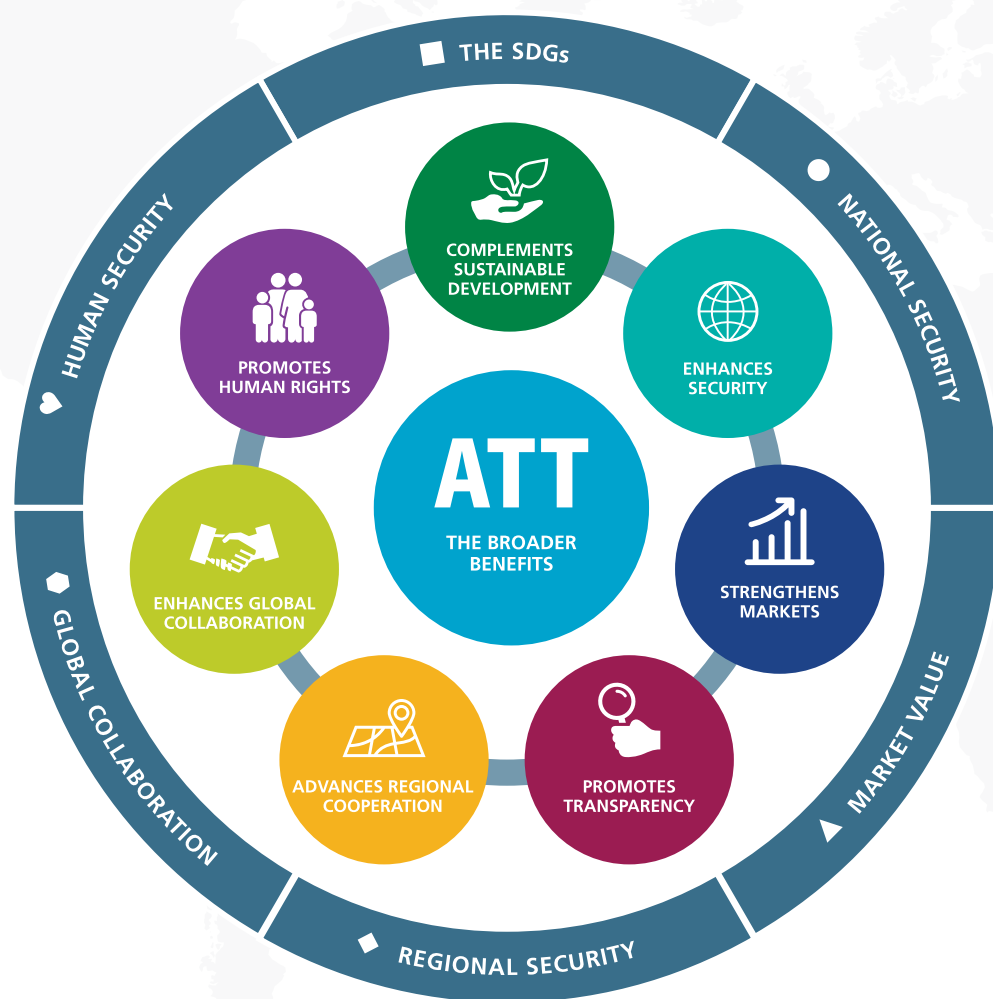 THE SDGs
NATIONAL SECURITY
MARKET VALUE
REGIONAL SECURITY
GLOBAL COLLABORATION
HUMAN SECURITY
COMPLEMENTS
SUSTAINABLE
DEVELOPMENT
ENHANCES
SECURITY
STRENGTHENS
MARKETS
PROMOTES
TRANSPARENCY
ADVANCES REGIONAL
COOPERATION
ENHANCES GLOBAL
COLLABORATION
PROMOTES
HUMAN RIGHTS
ATT
THE BROADER
BENEFITS